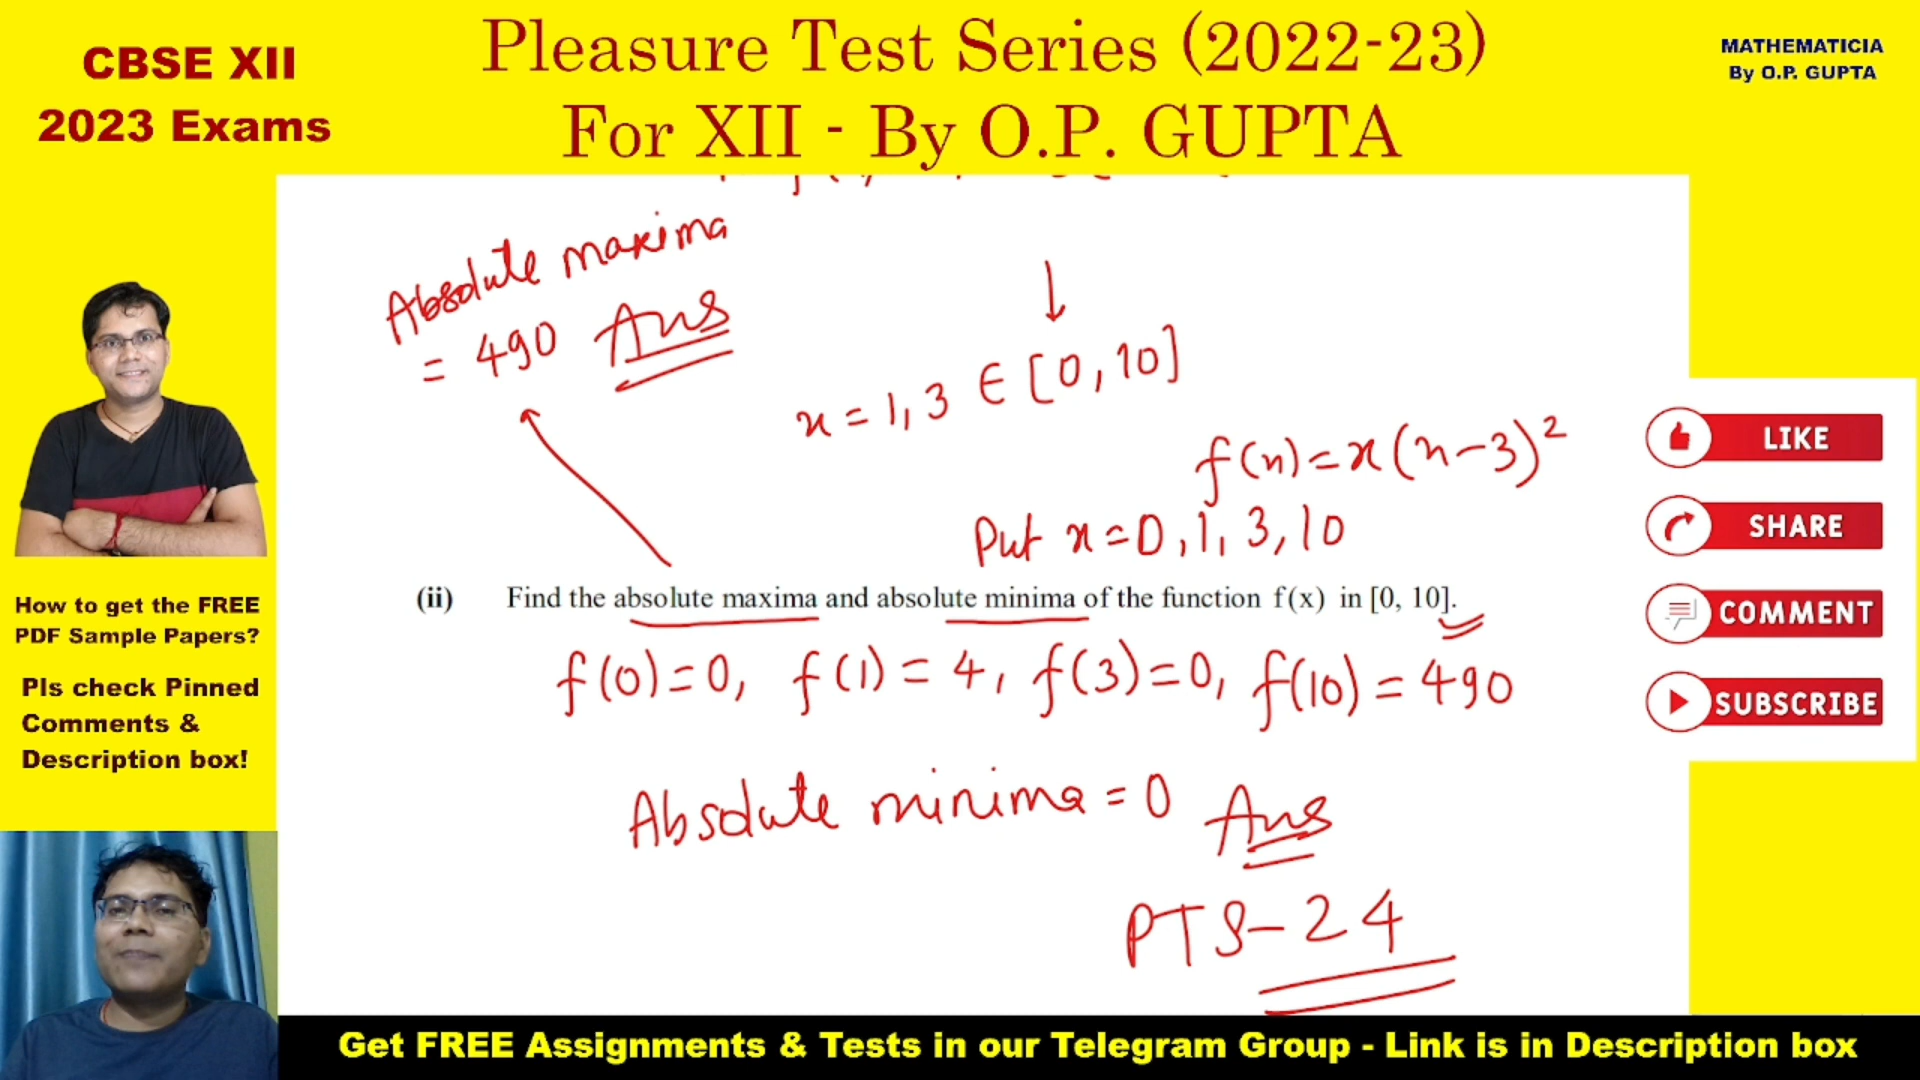 CBSE XII
2023 Exams
Pleasure Test Series (2022-23)
For XII - By O.P. GUPTA
MATHEMATICIA
By O.P. GUPTA
Absolute maxima
= 490 Ans
↓
x = 1, 3 ∈ [0, 10]
f(x) = x(x-3)²
Put x = 0, 1, 3, 10
(ii) Find the absolute maxima and absolute minima of the function f(x) in [0, 10].
f(0) = 0, f(1) = 4, f(3) = 0, f(10) = 490
Absolute minima = 0 Ans
PTS-24
How to get the FREE
PDF Sample Papers?
Pls check Pinned
Comments &
Description box!
LIKE
SHARE
COMMENT
SUBSCRIBE
Get FREE Assignments & Tests in our Telegram Group - Link is in Description box